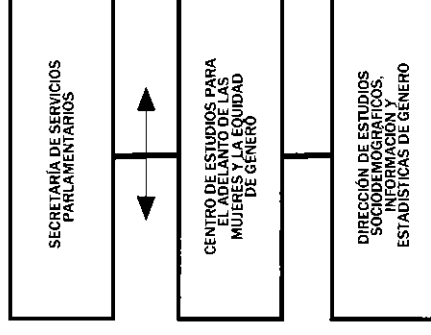 SECRETARÍA DE SERVICIOS
PARLAMENTARIOS
CENTRO DE ESTUDIOS PARA
EL ADELANTO DE LAS
MUJERES Y LA EQUIDAD
DE GÉNERO
DIRECCIÓN DE ESTUDIOS
SOCIODEMOGRÁFICOS,
INFORMACIÓN Y
ESTADÍSTICAS DE GÉNERO